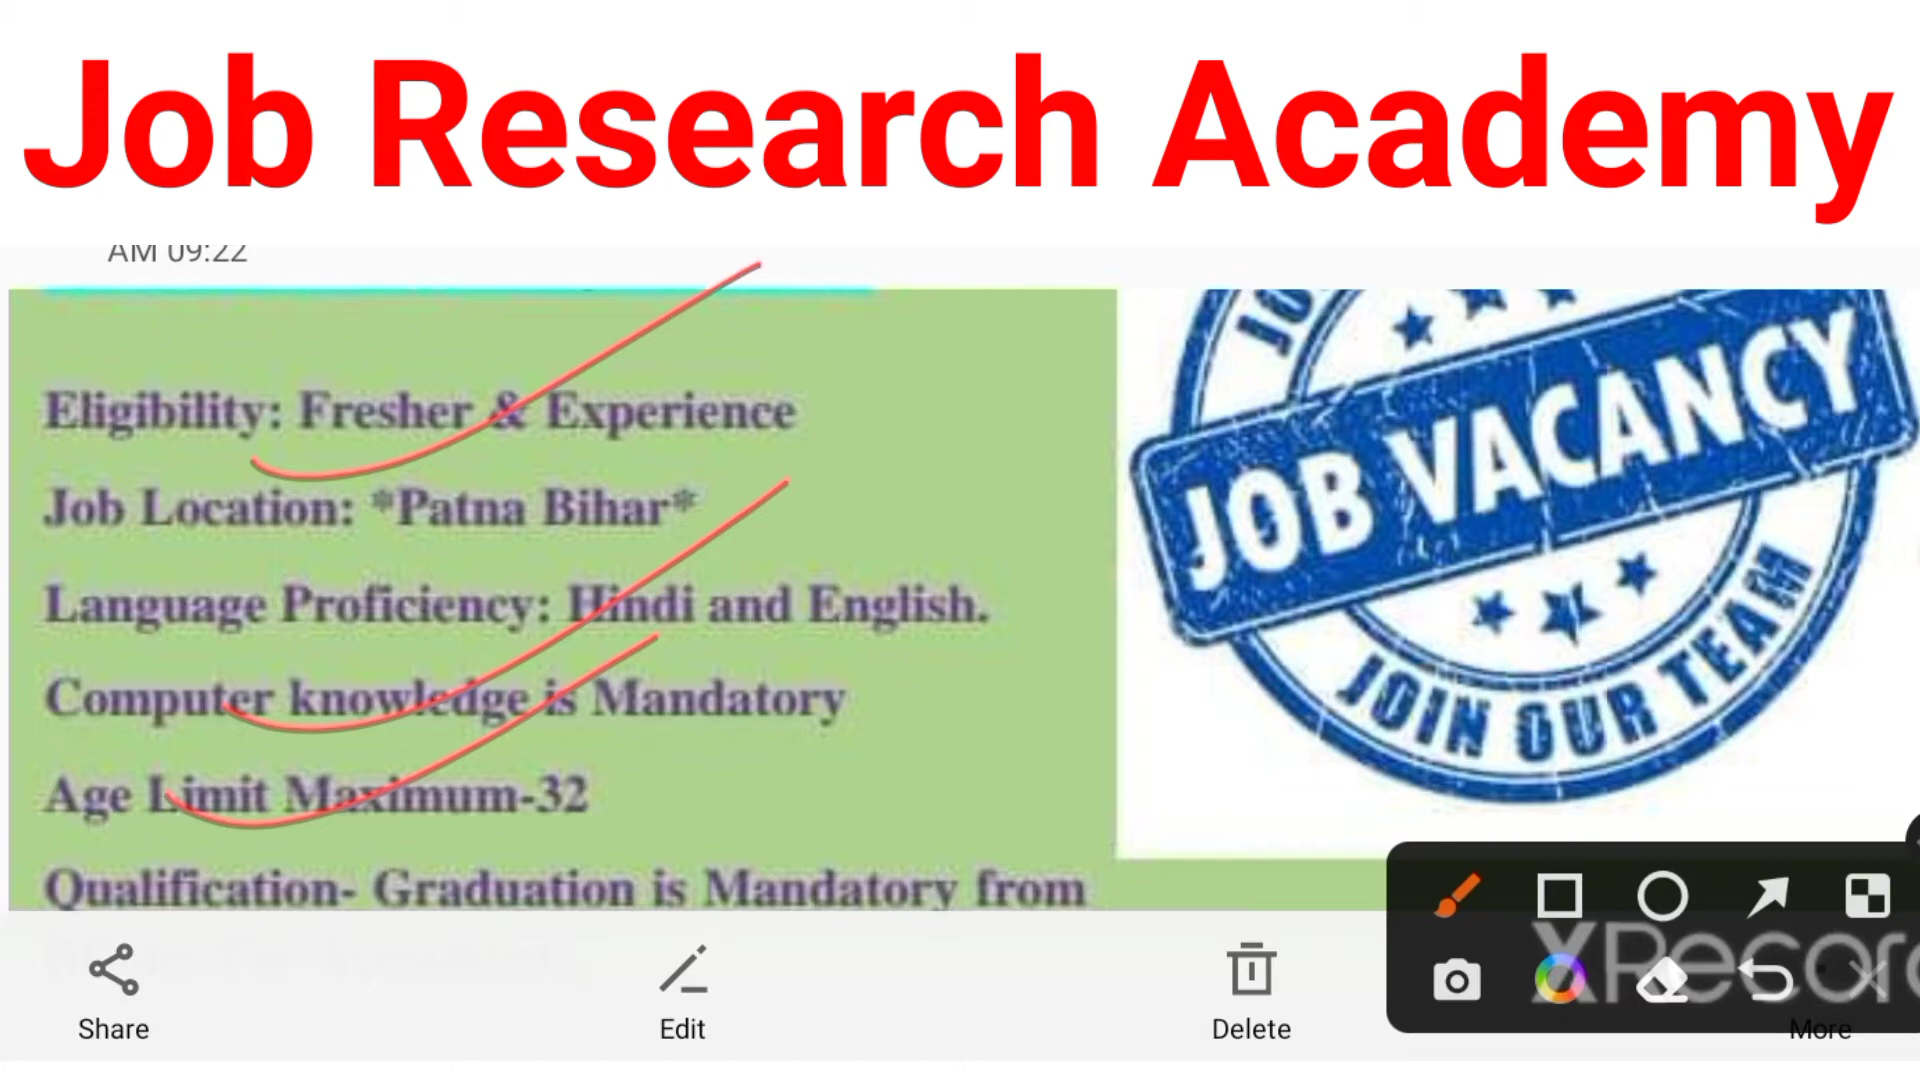 Job Research Academy
AM 09:22
Eligibility: Fresher & Experience
Job Location: *Patna Bihar*
Language Proficiency: Hindi and English.
Computer knowledge is Mandatory
Age Limit Maximum-32
Qualification- Graduation is Mandatory from
JOB VACANCY
JOIN OUR TEAM
XRecor
Share
Edit
Delete
More